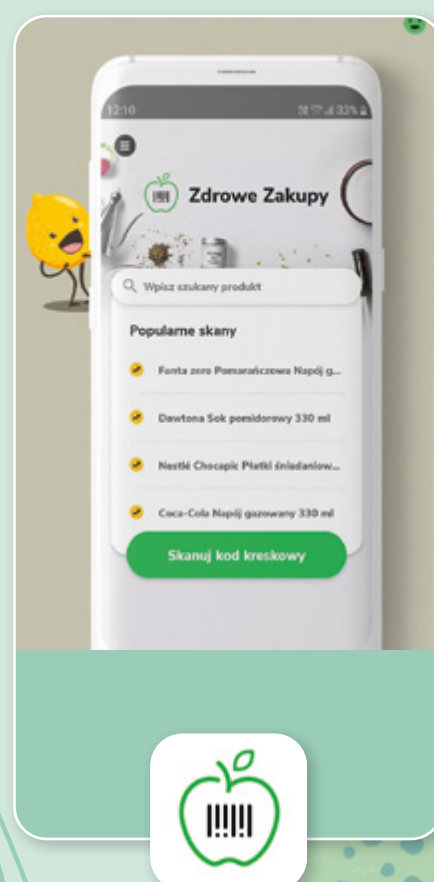 12:10
33%
Zdrowe Zakupy
Wpisz szukany produkt
Popularne skany
Fanta zero Pomarańczowa Napój g...
Dawtona Sok pomidorowy 330 ml
Nestlé Chocapic Płatki śniadaniow...
Coca-Cola Napój gazowany 330 ml
Skanuj kod kreskowy